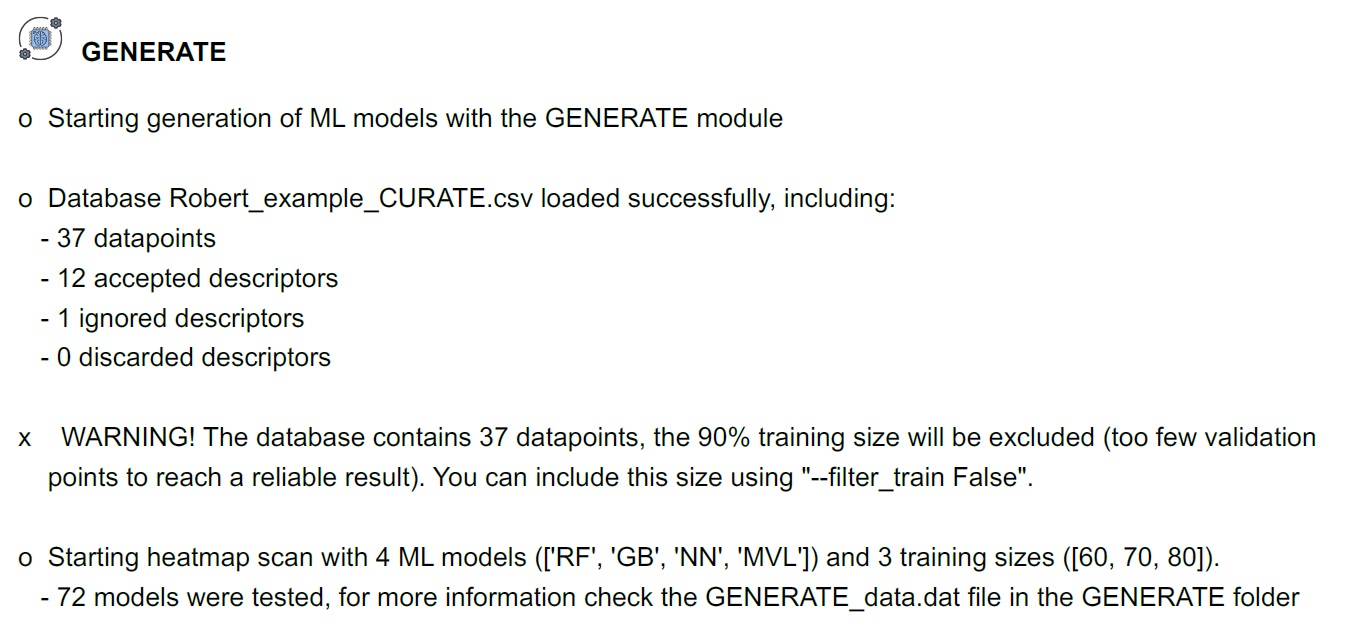 GENERATE
o Starting generation of ML models with the GENERATE module
o Database Robert_example_CURATE.csv loaded successfully, including:
- 37 datapoints
- 12 accepted descriptors
- 1 ignored descriptors
- 0 discarded descriptors
x WARNING! The database contains 37 datapoints, the 90% training size will be excluded (too few validation
points to reach a reliable result). You can include this size using "--filter_train False".
o Starting heatmap scan with 4 ML models (['RF', 'GB', 'NN', 'MVL']) and 3 training sizes ([60, 70, 80]).
- 72 models were tested, for more information check the GENERATE_data.dat file in the GENERATE folder